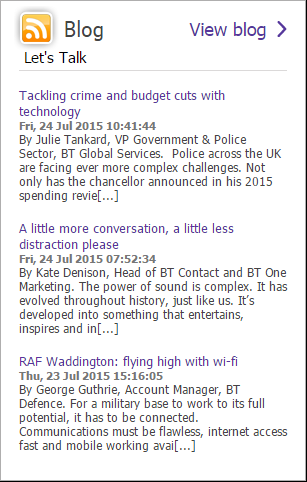 Blog
View blog
Let's Talk
Tackling crime and budget cuts with
technology
Fri, 24 Jul 2015 10:41:44
By Julie Tankard, VP Government & Police
Sector, BT Global Services.  Police across the UK
are facing ever more complex challenges. Not
only has the chancellor announced in his 2015
spending revie[...]
A little more conversation, a little less
distraction please
Fri, 24 Jul 2015 07:52:34
By Kate Denison, Head of BT Contact and BT One
Marketing. The power of sound is complex. It has
evolved throughout history, just like us. It’s
developed into something that entertains,
inspires and in[...]
RAF Waddington: flying high with wi-fi
Thu, 23 Jul 2015 15:16:05
By George Guthrie, Account Manager, BT
Defence. For a military base to work to its full
potential, it has to be connected.
Communications must be flawless, internet access
fast and mobile working avai[...]